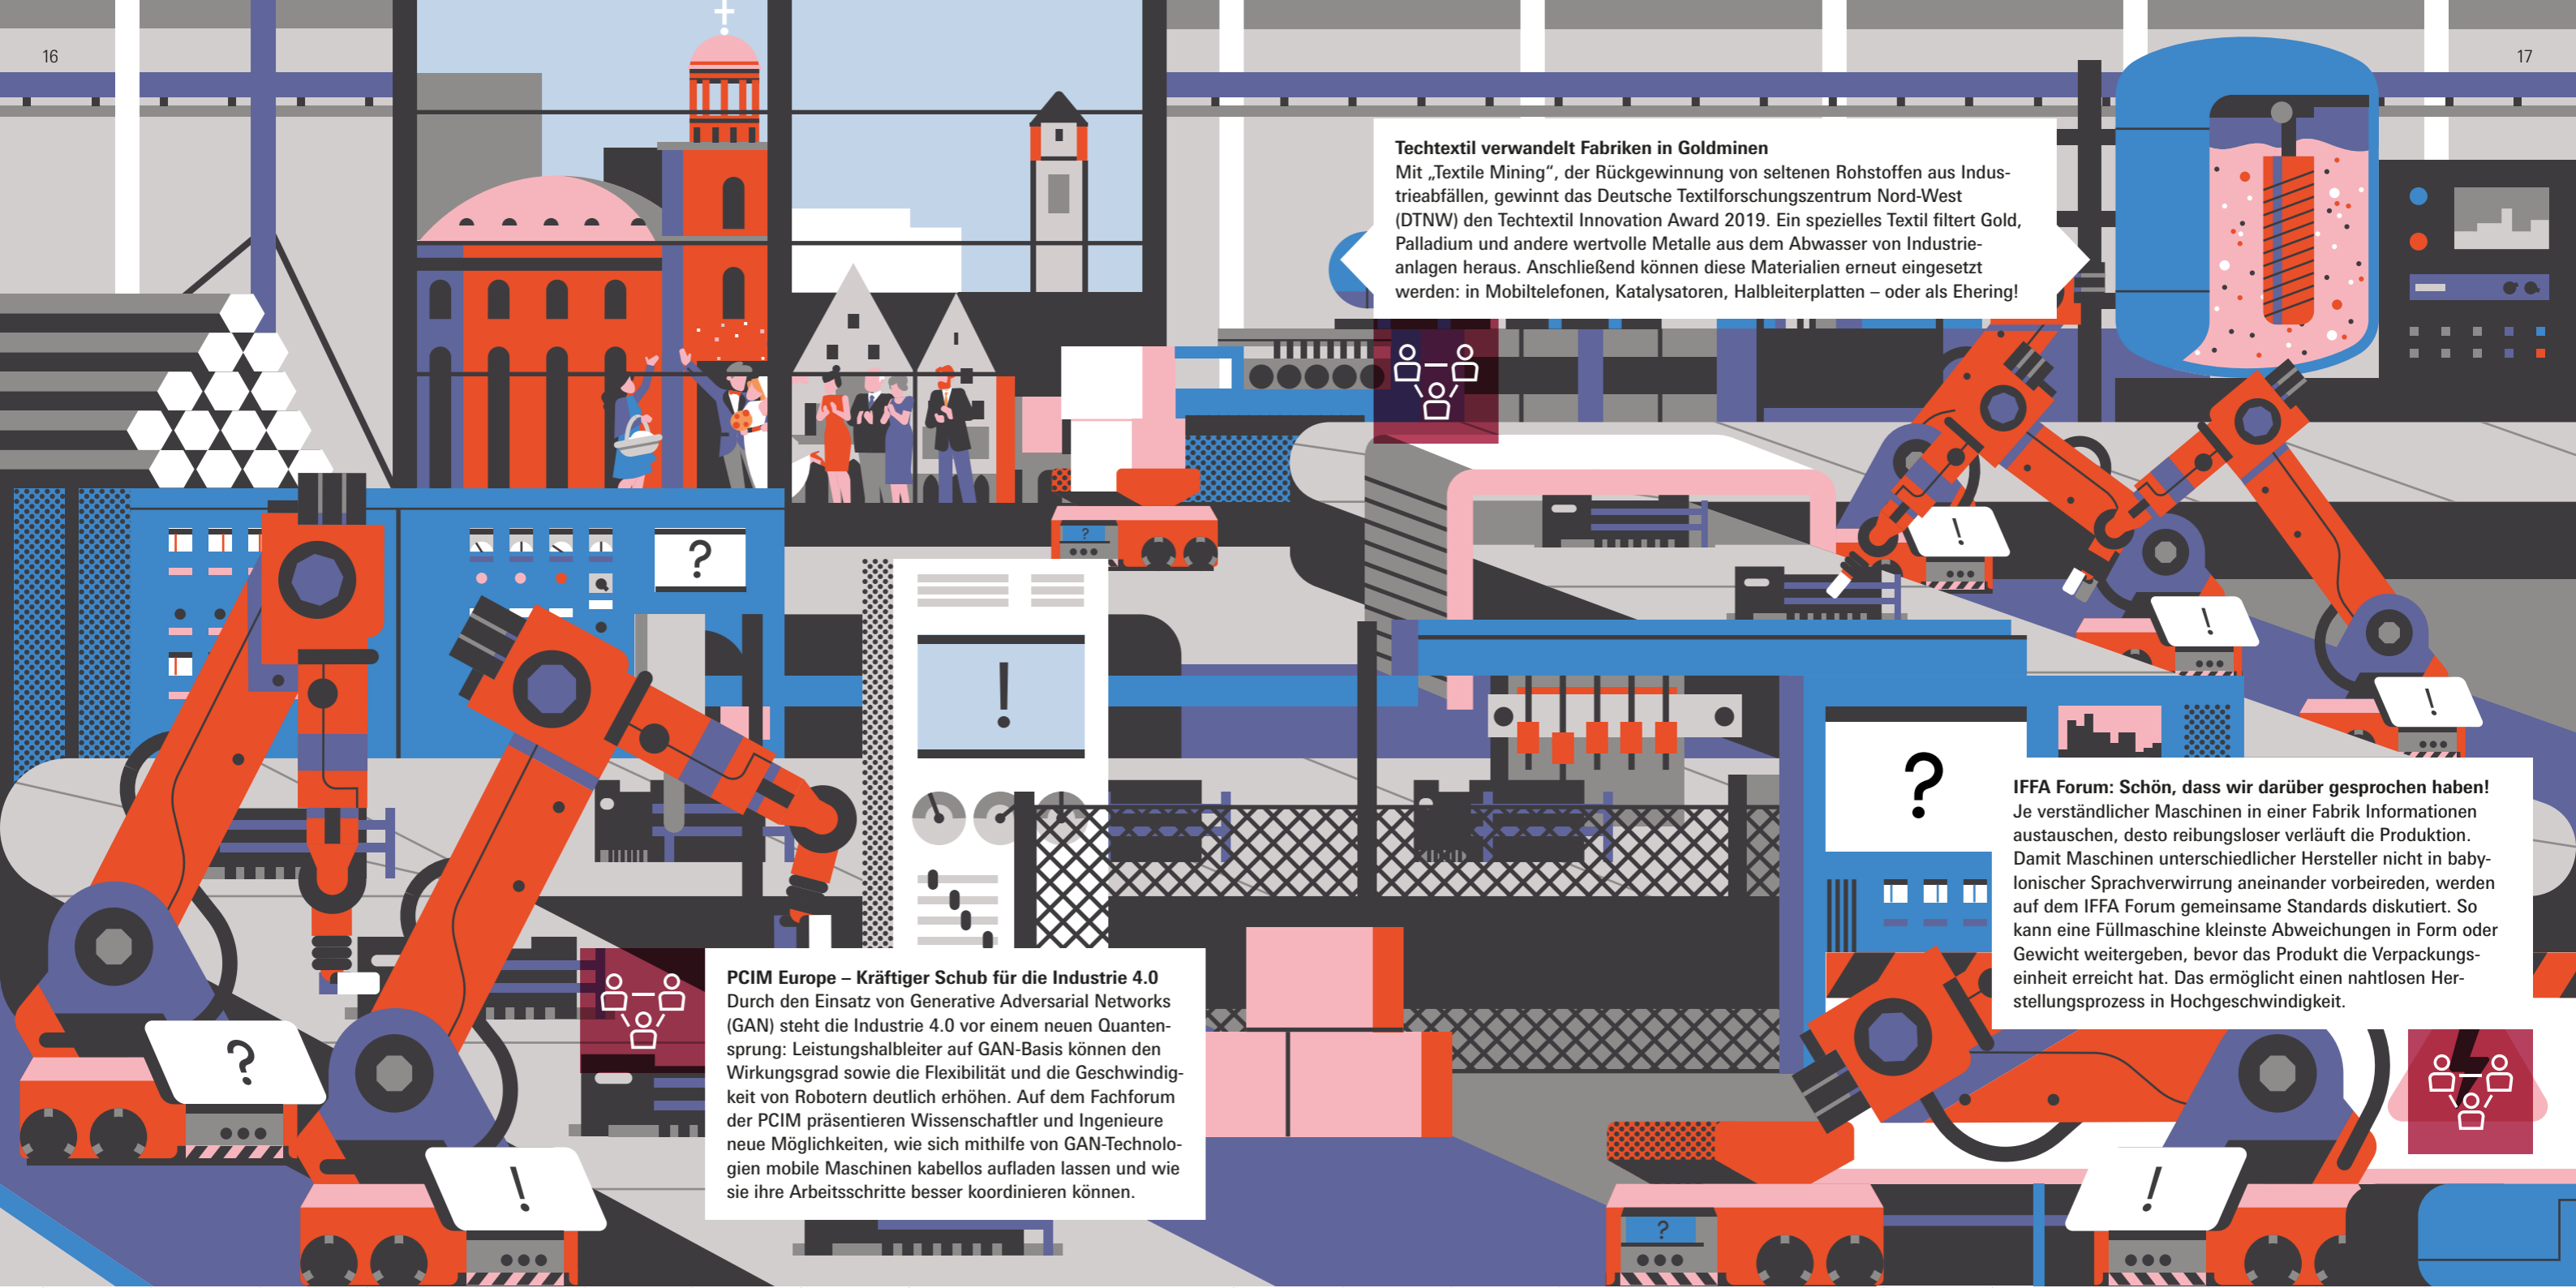 16
17
Techtextil verwandelt Fabriken in Goldminen
Mit „Textile Mining“, der Rückgewinnung von seltenen Rohstoffen aus Indus-
trieabfällen, gewinnt das Deutsche Textilforschungszentrum Nord-West
(DTNW) den Techtextil Innovation Award 2019. Ein spezielles Textil filtert Gold,
Palladium und andere wertvolle Metalle aus dem Abwasser von Industrie-
anlagen heraus. Anschließend können diese Materialien erneut eingesetzt
werden: in Mobiltelefonen, Katalysatoren, Halbleiterplatten – oder als Ehering!
?
?
!
!
!
!
?
IFFA Forum: Schön, dass wir darüber gesprochen haben!
Je verständlicher Maschinen in einer Fabrik Informationen
austauschen, desto reibungsloser verläuft die Produktion.
Damit Maschinen unterschiedlicher Hersteller nicht in baby-
lonischer Sprachverwirrung aneinander vorbeireden, werden
auf dem IFFA Forum gemeinsame Standards diskutiert. So
kann eine Füllmaschine kleinste Abweichungen in Form oder
Gewicht weitergeben, bevor das Produkt die Verpackungs-
einheit erreicht hat. Das ermöglicht einen nahtlosen Her-
stellungsprozess in Hochgeschwindigkeit.
PCIM Europe – Kräftiger Schub für die Industrie 4.0
Durch den Einsatz von Generative Adversarial Networks
(GAN) steht die Industrie 4.0 vor einem neuen Quanten-
sprung: Leistungshalbleiter auf GAN-Basis können den
Wirkungsgrad sowie die Flexibilität und die Geschwindig-
keit von Robotern deutlich erhöhen. Auf dem Fachforum
der PCIM präsentieren Wissenschaftler und Ingenieure
neue Möglichkeiten, wie sich mithilfe von GAN-Technolo-
gien mobile Maschinen kabellos aufladen lassen und wie
sie ihre Arbeitsschritte besser koordinieren können.
?
!
!
?